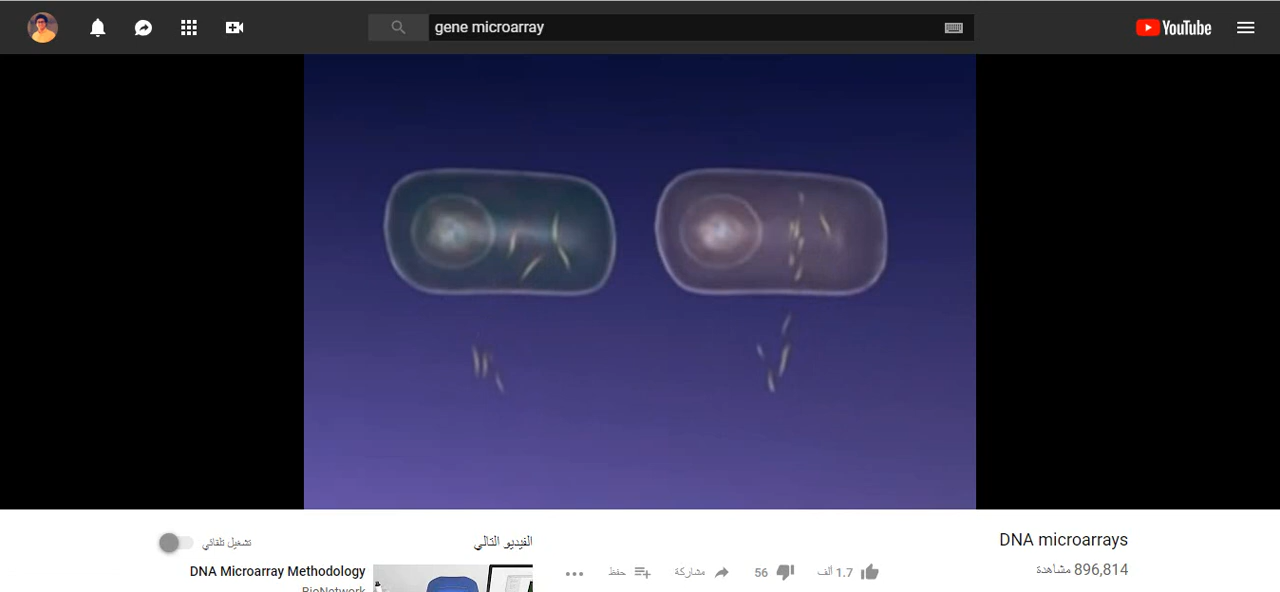 gene microarray
YouTube
DNA microarrays
896,814 مشاهدة
1.7 ألف
56
مشاركة
حفظ
الفيديو التالي
تشغيل تلقائي
DNA Microarray Methodology
BioNetwork